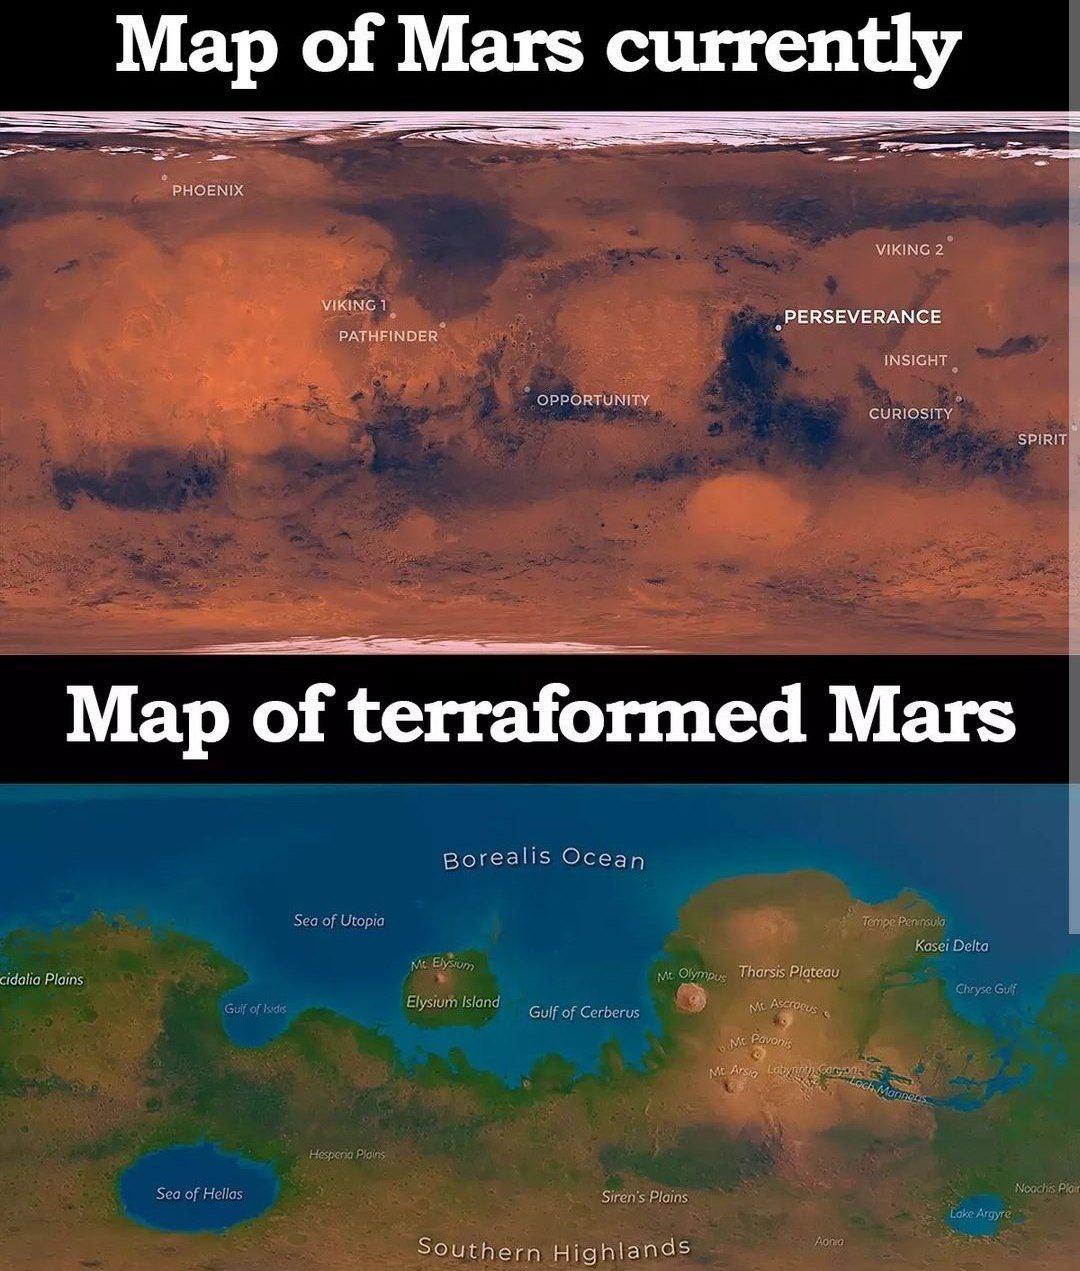 Map of Mars currently
PHOENIX
VIKING 2
VIKING 1
PERSEVERANCE
PATHFINDER
INSIGHT
OPPORTUNITY
CURIOSITY
SPIRIT
Map of terraformed Mars
Borealis Ocean
Sea of Utopia
Tempe Peninsula
Kasei Delta
Mt. Elysium
Mt. Olympus
Tharsis Plateau
cidalia Plains
Chryse Gulf
Elysium Island
Gulf of Isidis
Gulf of Cerberus
Mt. Ascraeus
Mt. Pavonis
Mt. Arsia
Labyrinth Canyon
Loch Marineris
Hesperia Plains
Sea of Hellas
Siren's Plains
Noachis Plai
Lake Argyre
Aonia
Southern Highlands